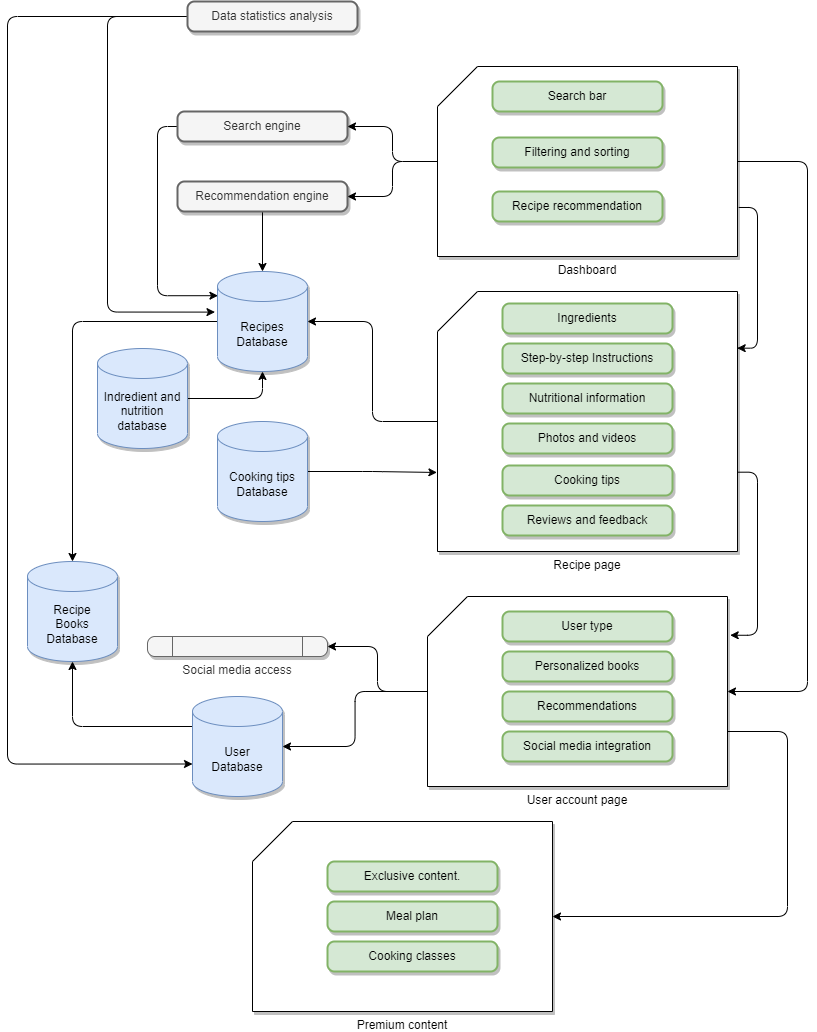 Data statistics analysis
Search engine
Recommendation engine
Search bar
Filtering and sorting
Recipe recommendation
Dashboard
Recipes
Database
Indredient and
nutrition
database
Cooking tips
Database
Ingredients
Step-by-step Instructions
Nutritional information
Photos and videos
Cooking tips
Reviews and feedback
Recipe page
Recipe
Books
Database
Social media access
User
Database
User type
Personalized books
Recommendations
Social media integration
User account page
Exclusive content.
Meal plan
Cooking classes
Premium content